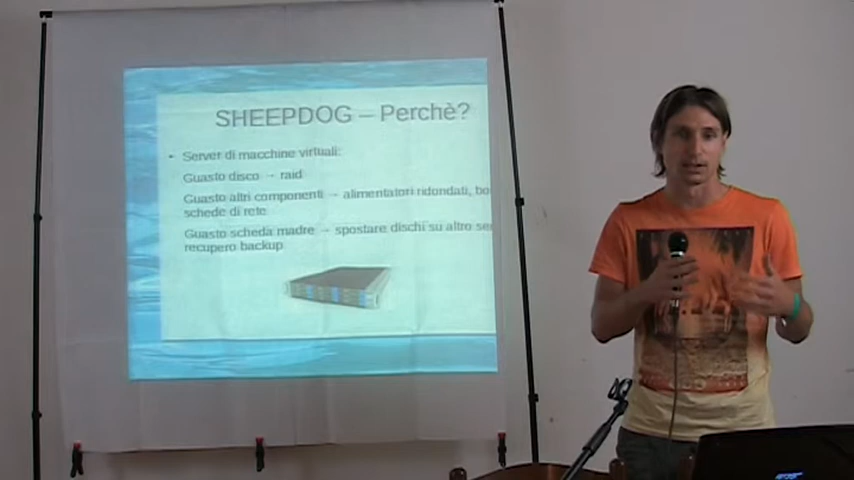 SHEEPDOG – Perchè?
• Server di macchine virtuali:
Guasto disco → raid
Guasto altri componenti → alimentatori ridondati, bo
schede di rete
Guasto scheda madre → spostare dischi su altro se
recupero backup
acer